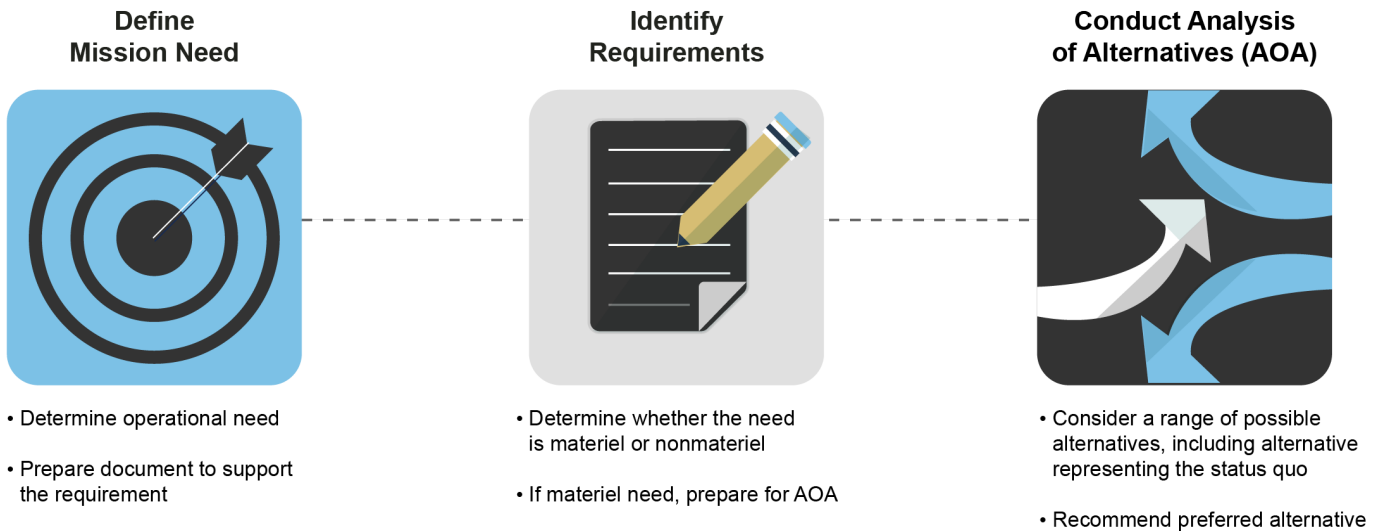 Define
Mission Need
• Determine operational need
• Prepare document to support
the requirement
Identify
Requirements
• Determine whether the need
is materiel or nonmateriel
• If materiel need, prepare for AOA
Conduct Analysis
of Alternatives (AOA)
• Consider a range of possible
alternatives, including alternative
representing the status quo
• Recommend preferred alternative